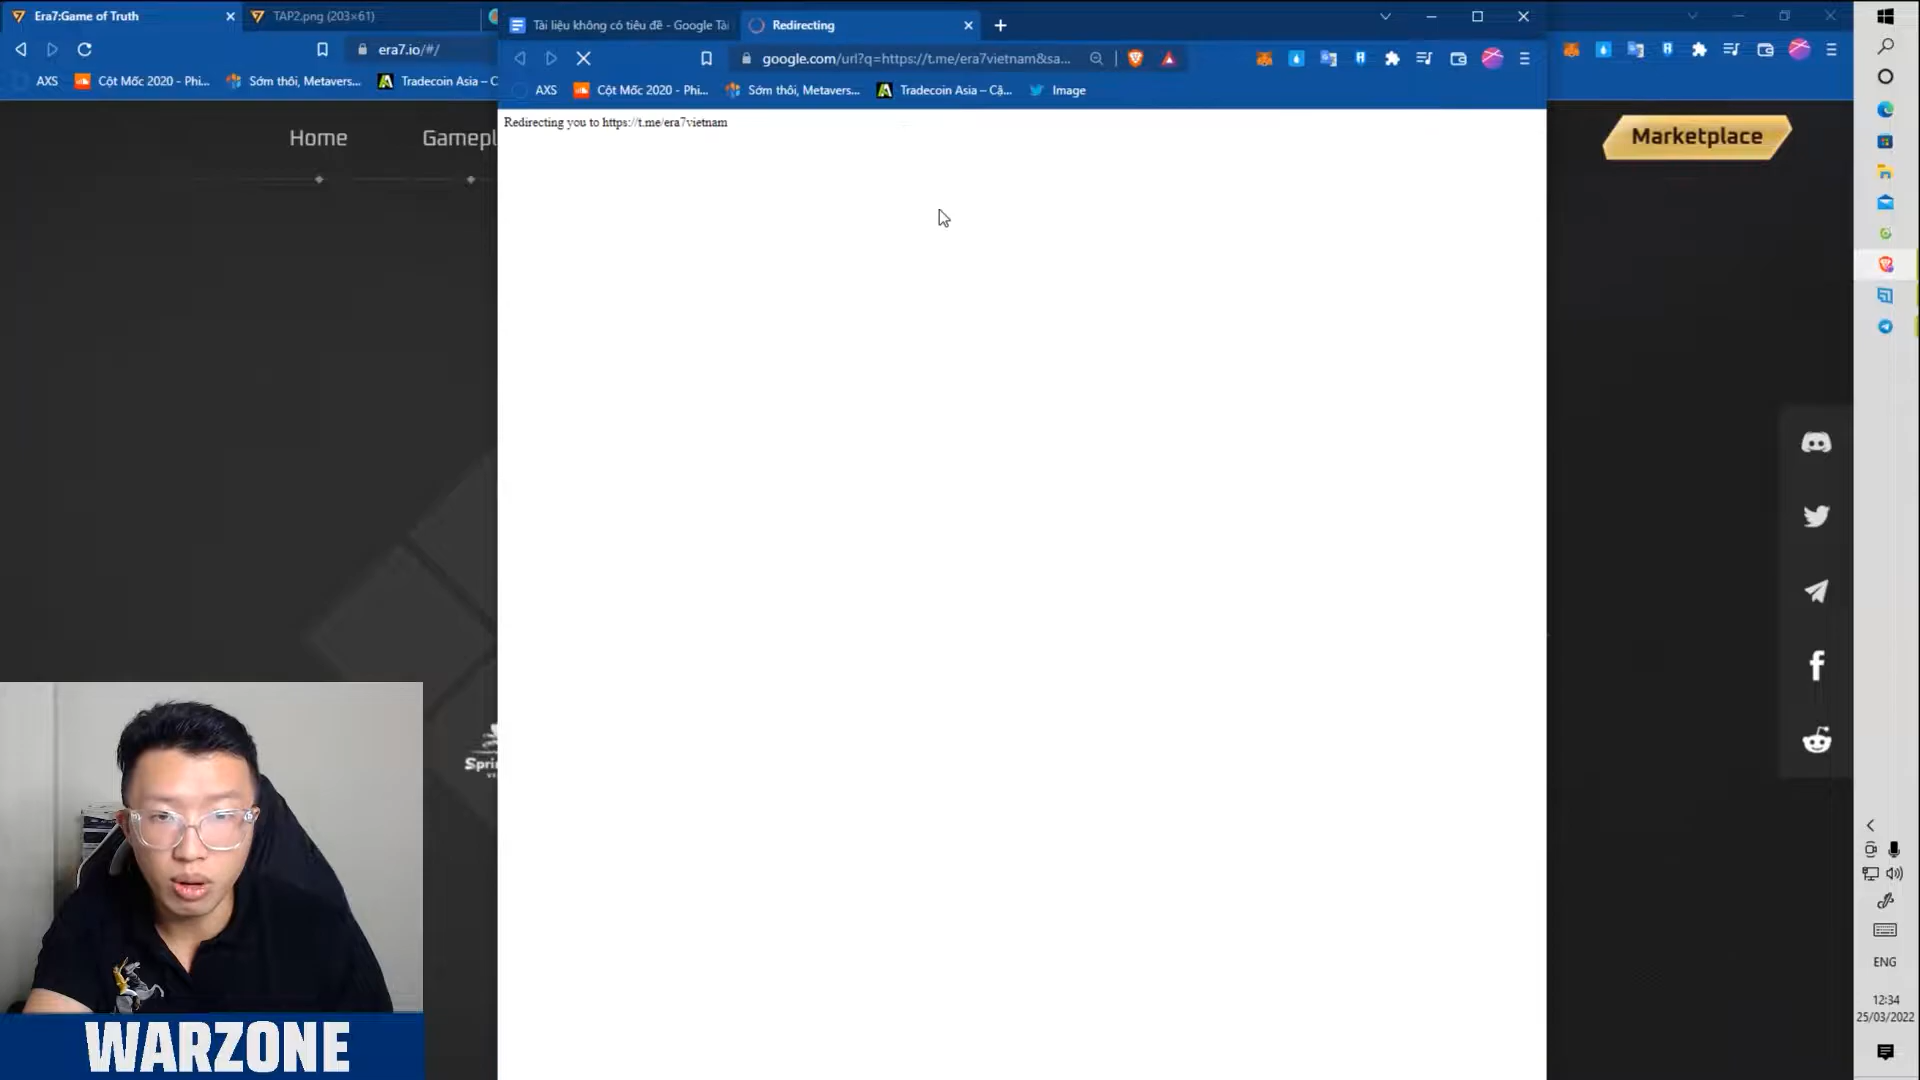 Era7:Game of Truth
TAP2.png (203×61)
era7.io/#/
AXS
Cột Mốc 2020 - Phi...
Sớm thôi, Metavers...
Tradecoin Asia – C
Tài liệu không có tiêu đề - Google Tài
Redirecting
google.com/url?q=https://t.me/era7vietnam&sa...
AXS
Cột Mốc 2020 - Phi...
Sớm thôi, Metavers...
Tradecoin Asia – Cậ...
Image
Redirecting you to https://t.me/era7vietnam
Home
Gamepl
Marketplace
Spri
WARZONE
ENG
12:34
25/03/2022